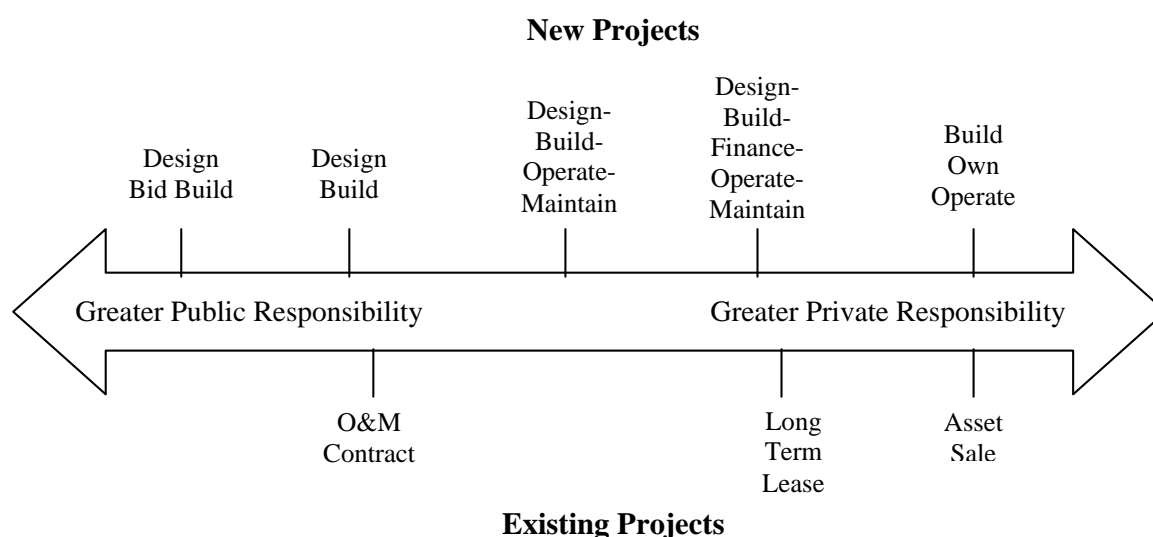 New Projects
Design
Bid Build
Design
Build
Design-
Build-
Operate-
Maintain
Design-
Build-
Finance-
Operate-
Maintain
Build
Own
Operate
Greater Public Responsibility
Greater Private Responsibility
O&M
Contract
Long
Term
Lease
Asset
Sale
Existing Projects